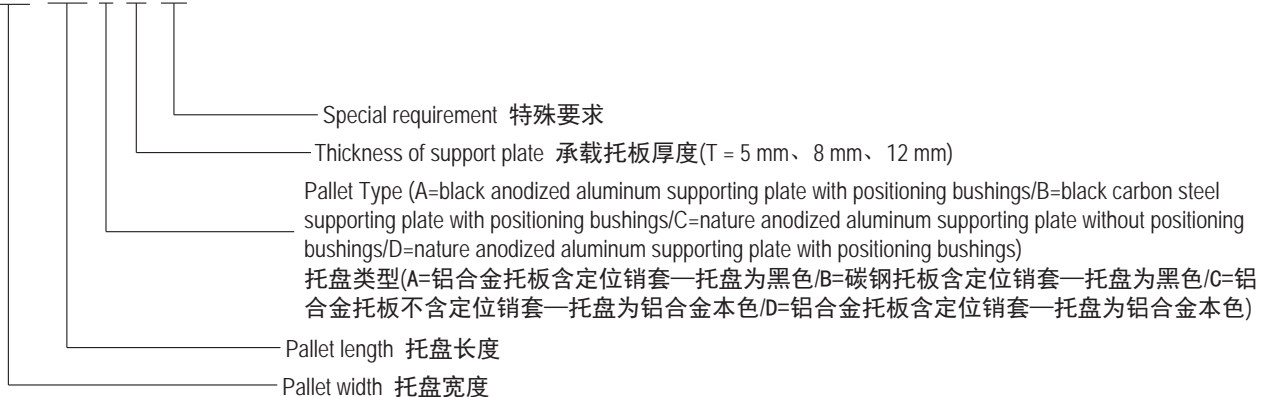 Special requirement 特殊要求
Thickness of support plate 承载托板厚度(T = 5 mm、8 mm、12 mm)
Pallet Type (A=black anodized aluminum supporting plate with positioning bushings/B=black carbon steel
supporting plate with positioning bushings/C=nature anodized aluminum supporting plate without positioning
bushings/D=nature anodized aluminum supporting plate with positioning bushings)
托盘类型(A=铝合金托板含定位销套—托盘为黑色/B=碳钢托板含定位销套—托盘为黑色/C=铝
合金托板不含定位销套—托盘为铝合金本色/D=铝合金托板含定位销套—托盘为铝合金本色)
Pallet length 托盘长度
Pallet width 托盘宽度